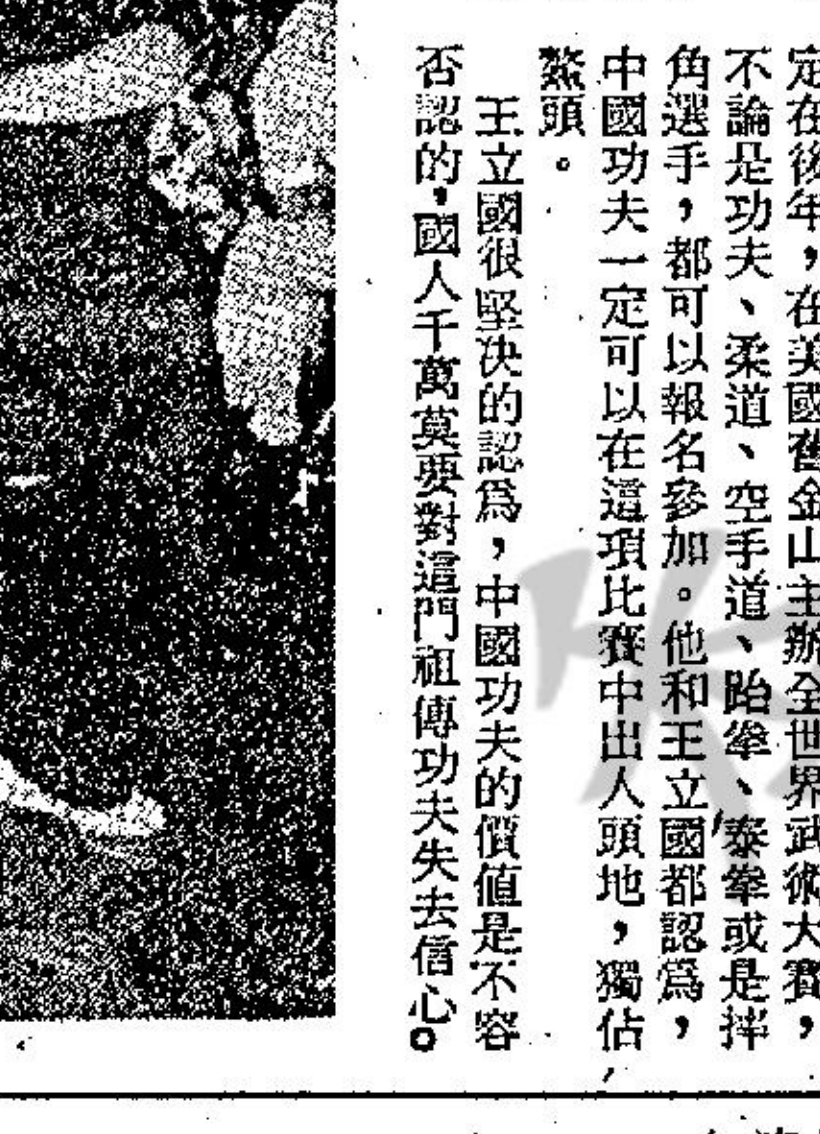 定在後年，在美國舊金山主辦全世界武術大賽，
不論是功夫、柔道、空手道、跆拳、泰拳或是摔
角選手，都可以報名參加。他和王立國都認爲，
中國功夫一定可以在這項比賽中出人頭地，獨佔
鰲頭。
王立國很堅決的認爲，中國功夫的價值是不容
否認的，國人千萬莫要對這門祖傳功夫失去信心。